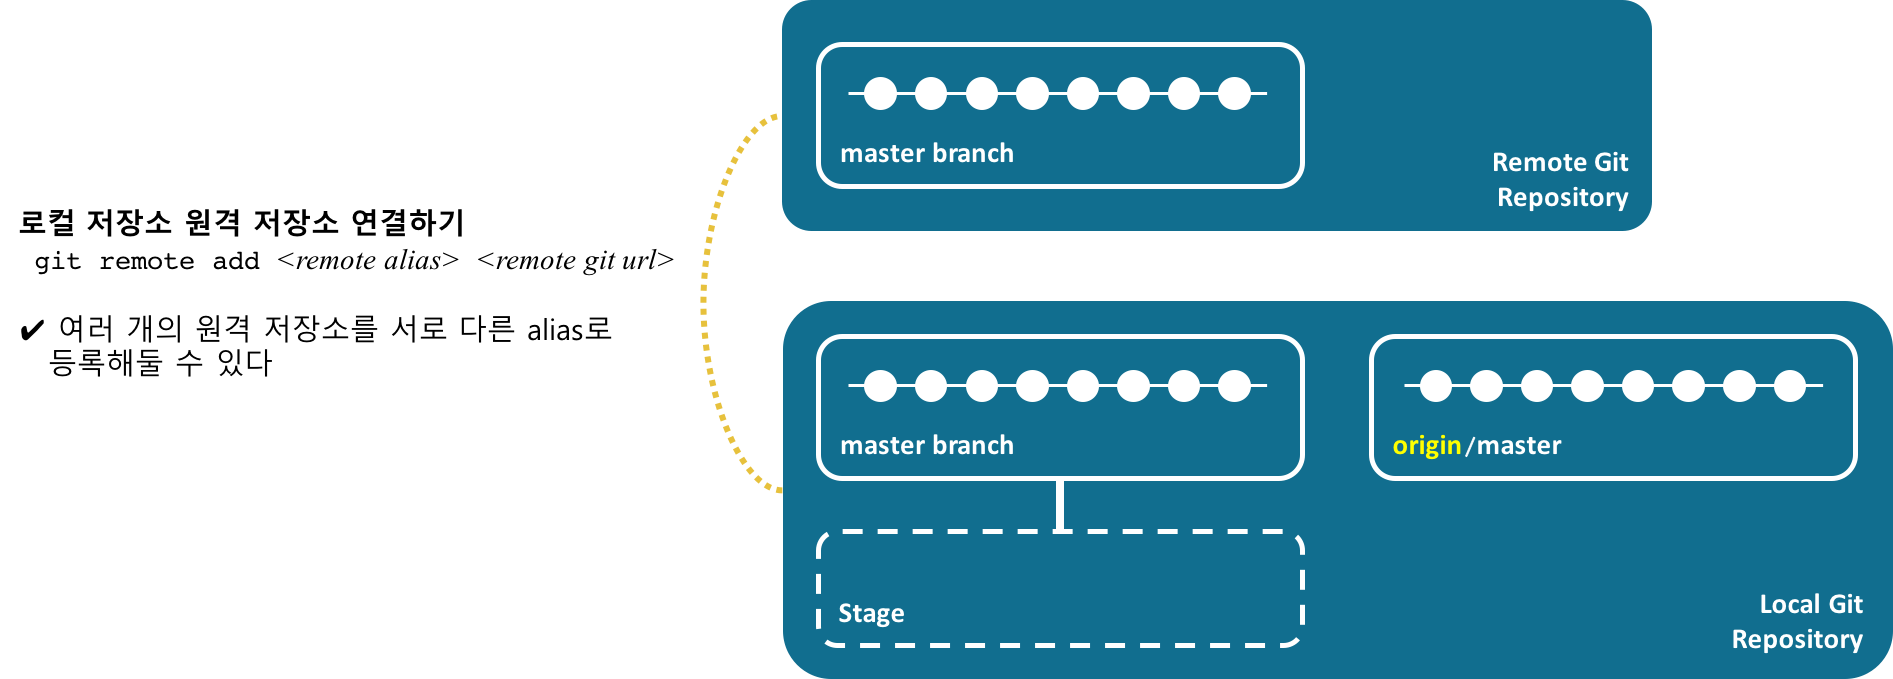 로컬 저장소 원격 저장소 연결하기
git remote add <remote alias> <remote git url>
✔ 여러 개의 원격 저장소를 서로 다른 alias로
등록해둘 수 있다
master branch
Remote Git
Repository
master branch
origin/master
Stage
Local Git
Repository